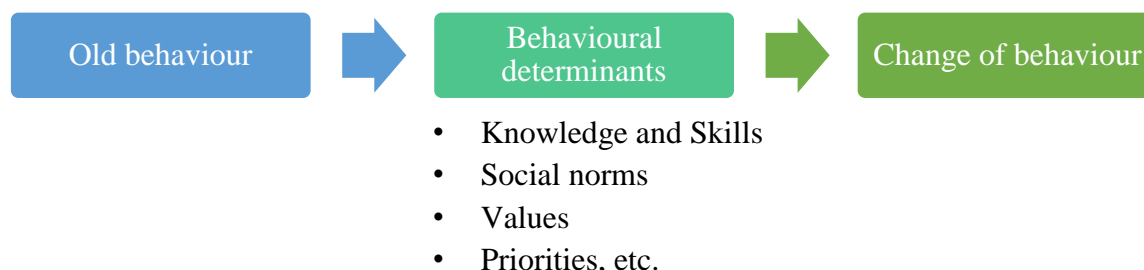 Old behaviour
Behavioural
determinants
Change of behaviour
• Knowledge and Skills
• Social norms
• Values
• Priorities, etc.